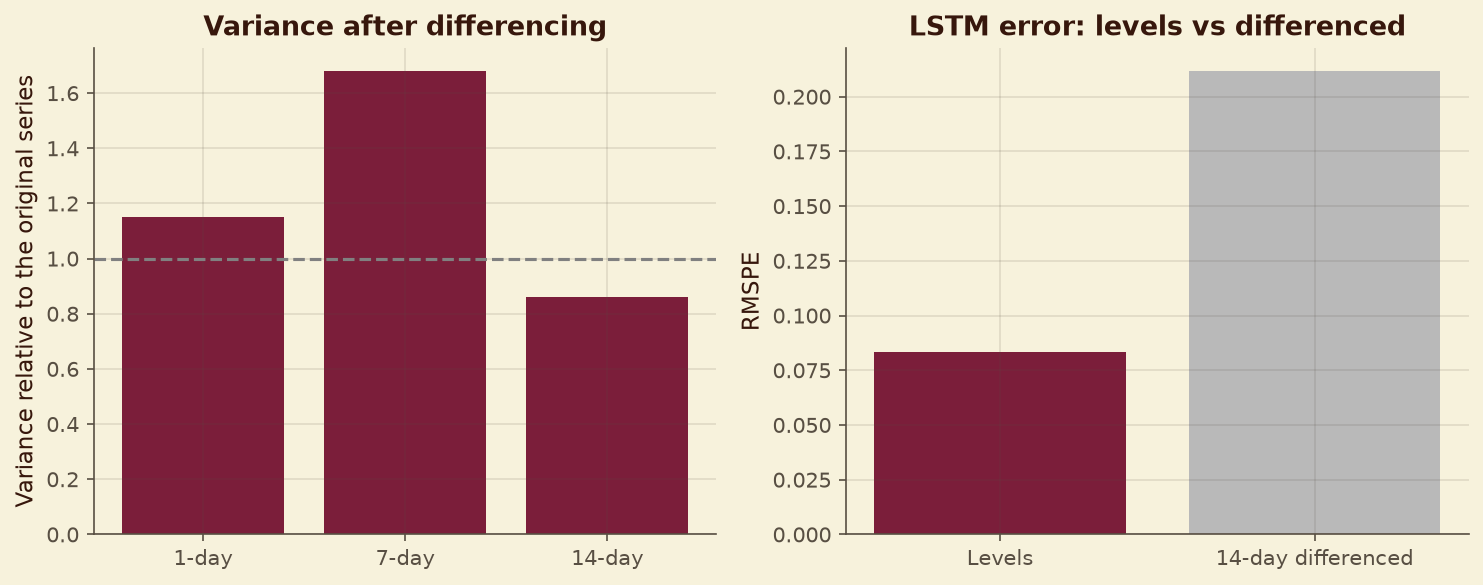 Variance after differencing
Variance relative to the original series
1.6
1.4
1.2
1.0
0.8
0.6
0.4
0.2
0.0
1-day
7-day
14-day
LSTM error: levels vs differenced
RMSPE
0.200
0.175
0.150
0.125
0.100
0.075
0.050
0.025
0.000
Levels
14-day differenced